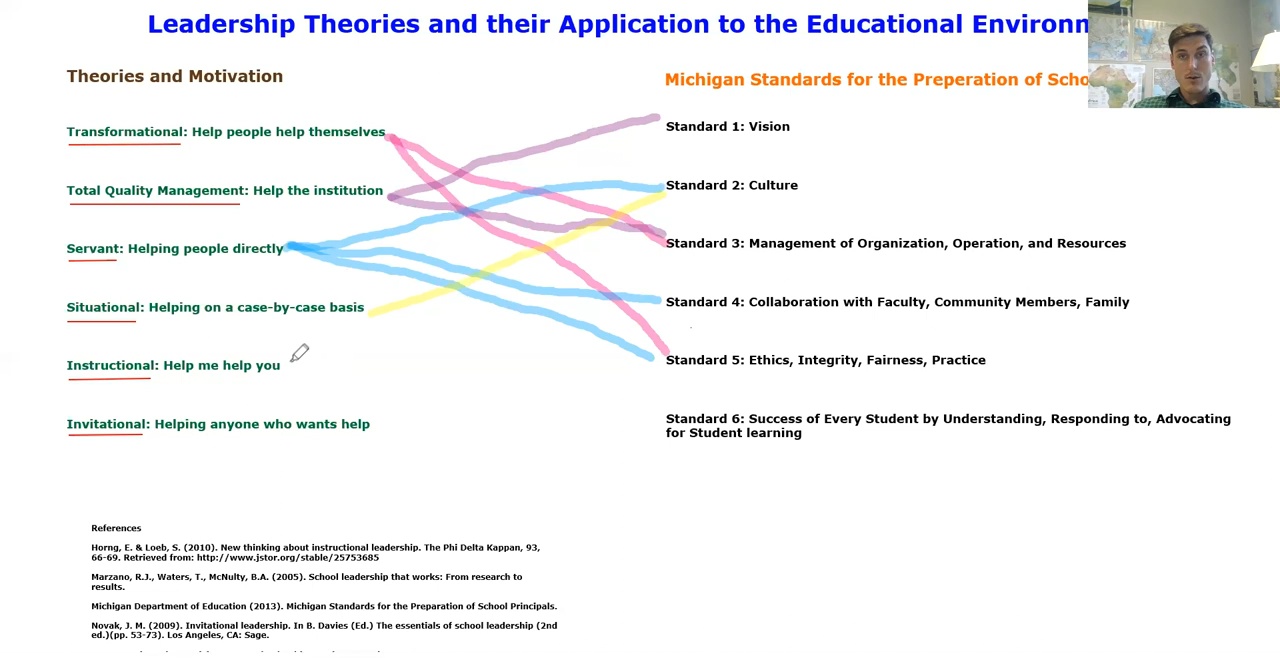 Leadership Theories and their Application to the Educational
Theories and Motivation
Michigan Standards for the Preperation of
Transformational: Help people help themselves
Standard 1: Vision
Total Quality Management: Help the institution
Standard 2: Culture
Servant: Helping people directly
Standard 3: Management of Organization, Operation, and Resources
Situational: Helping on a case-by-case basis
Standard 4: Collaboration with Faculty, Community Members, Family
Instructional: Help me help you
Standard 5: Ethics, Integrity, Fairness, Practice
Invitational: Helping anyone who wants help
Standard 6: Success of Every Student by Understanding, Responding to, Advocating
for Student learning
References
Horng, E. & Loeb, S. (2010). New thinking about instructional leadership. The Phi Delta Kappan, 93,
66-69. Retrieved from: http://www.jstor.org/stable/25753685
Marzano, R.J., Waters, T., McNulty, B.A. (2005). School leadership that works: From research to
results.
Michigan Department of Education (2013). Michigan Standards for the Preparation of School Principals.
Novak, J. M. (2009). Invitational leadership. In B. Davies (Ed.) The essentials of school leadership (2nd
ed.)(pp. 53-73). Los Angeles, CA: Sage.